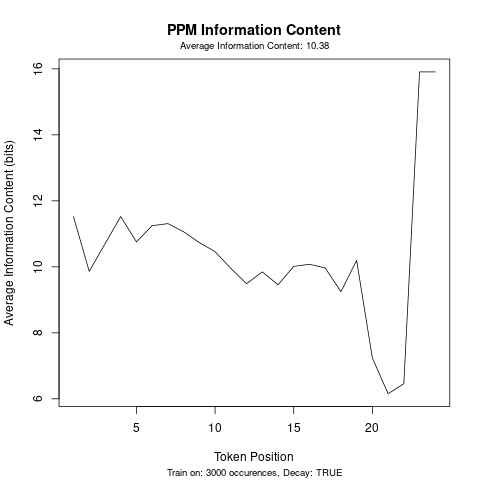 PPM Information Content
Average Information Content: 10.38
Average Information Content (bits)
16
14
12
10
8
6
5
10
15
20
Token Position
Train on: 3000 occurences, Decay: TRUE